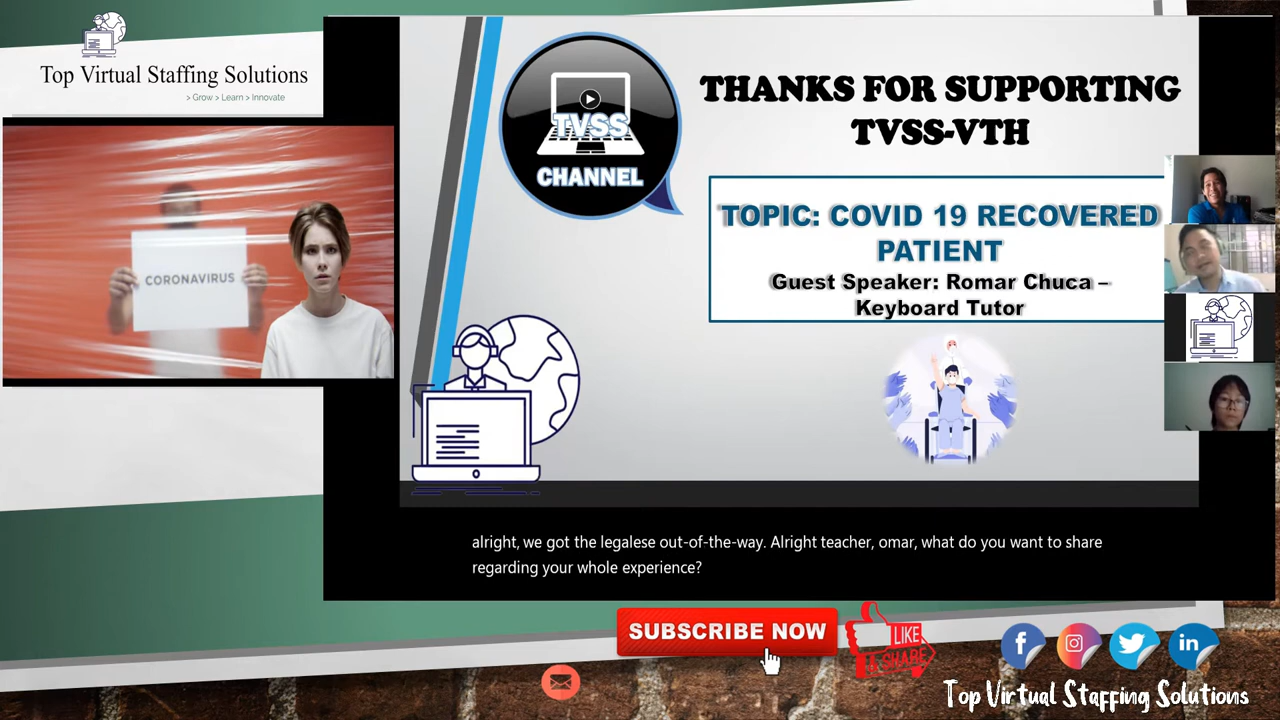 Top Virtual Staffing Solutions
> Grow > Learn > Innovate
CORONAVIRUS
TVSS
CHANNEL
THANKS FOR SUPPORTING
TVSS-VTH
TOPIC: COVID 19 RECOVERED
PATIENT
Guest Speaker: Romar Chuca –
Keyboard Tutor
alright, we got the legalese out-of-the-way. Alright teacher, omar, what do you want to share
regarding your whole experience?
SUBSCRIBE NOW
LIKE
SHARE
f
in
Top Virtual Staffing Solutions